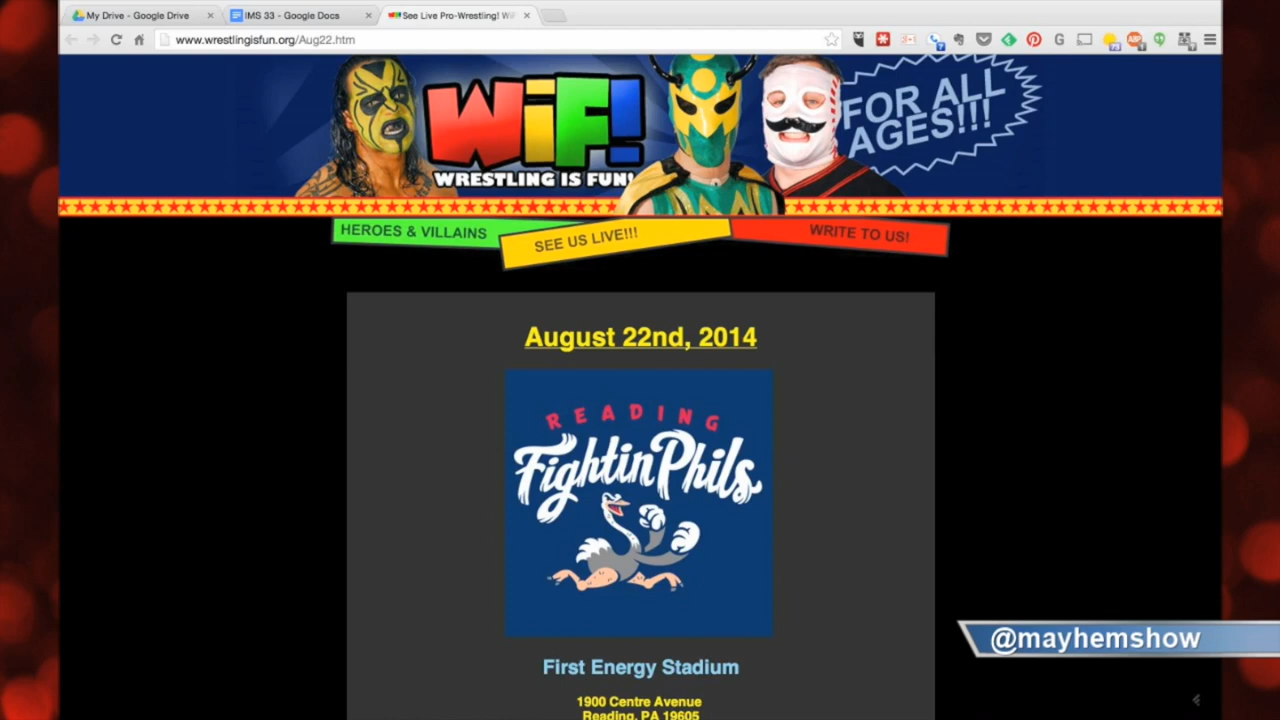 My Drive - Google Drive
IMS 33 - Google Docs
See Live Pro-Wrestling!
www.wrestlingisfun.org/Aug22.htm
WiF!
WRESTLING IS FUN!
FOR ALL
AGES!!!
HEROES & VILLAINS
SEE US LIVE!!!
WRITE TO US!
August 22nd, 2014
READING
Fightin Phils
First Energy Stadium
1900 Centre Avenue
Reading, PA 19605
@mayhemshow